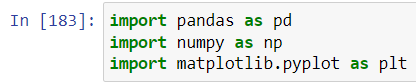 In [183]: import pandas as pd
import numpy as np
import matplotlib.pyplot as plt